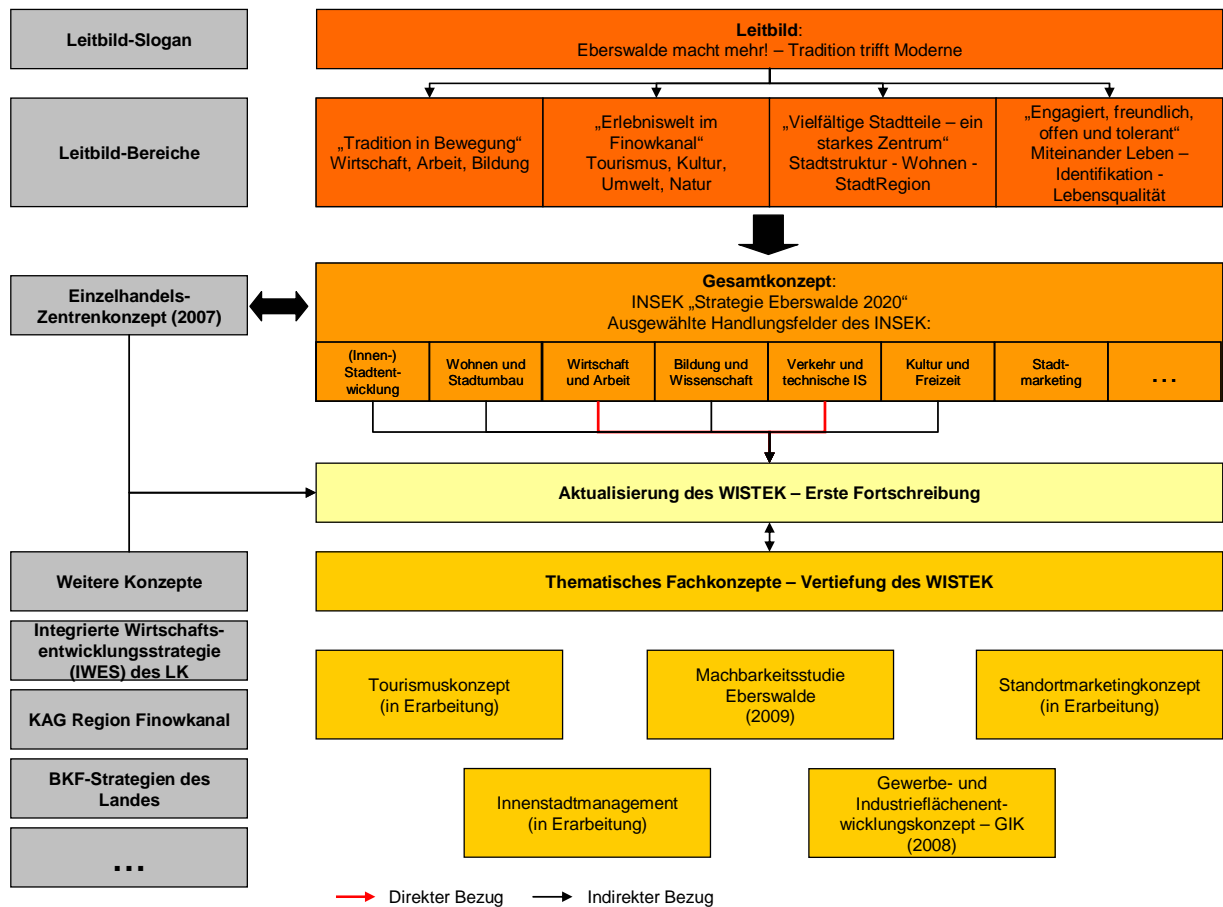 Leitbild-Slogan
Leitbild:
Eberswalde macht mehr! – Tradition trifft Moderne
Leitbild-Bereiche
„Tradition in Bewegung“
Wirtschaft, Arbeit, Bildung
„Erlebniswelt im
Finowkanal“
Tourismus, Kultur,
Umwelt, Natur
„Vielfältige Stadtteile – ein
starkes Zentrum“
Stadtstruktur - Wohnen -
StadtRegion
„Engagiert, freundlich,
offen und tolerant“
Miteinander Leben –
Identifikation -
Lebensqualität
Einzelhandels-
Zentrenkonzept (2007)
Gesamtkonzept:
INSEK „Strategie Eberswalde 2020“
Ausgewählte Handlungsfelder des INSEK:
(Innen-)
Stadtent-
wicklung
Wohnen und
Stadtumbau
Wirtschaft
und Arbeit
Bildung und
Wissenschaft
Verkehr und
technische IS
Kultur und
Freizeit
Stadt-
marketing
...
Aktualisierung des WISTEK – Erste Fortschreibung
Weitere Konzepte
Thematisches Fachkonzepte – Vertiefung des WISTEK
Integrierte Wirtschafts-
entwicklungsstrategie
(IWES) des LK
KAG Region Finowkanal
BKF-Strategien des
Landes
...
Tourismuskonzept
(in Erarbeitung)
Machbarkeitsstudie
Eberswalde
(2009)
Standortmarketingkonzept
(in Erarbeitung)
Innenstadtmanagement
(in Erarbeitung)
Gewerbe- und
Industrieflächenent-
wicklungskonzept – GIK
(2008)
Direkter Bezug
Indirekter Bezug